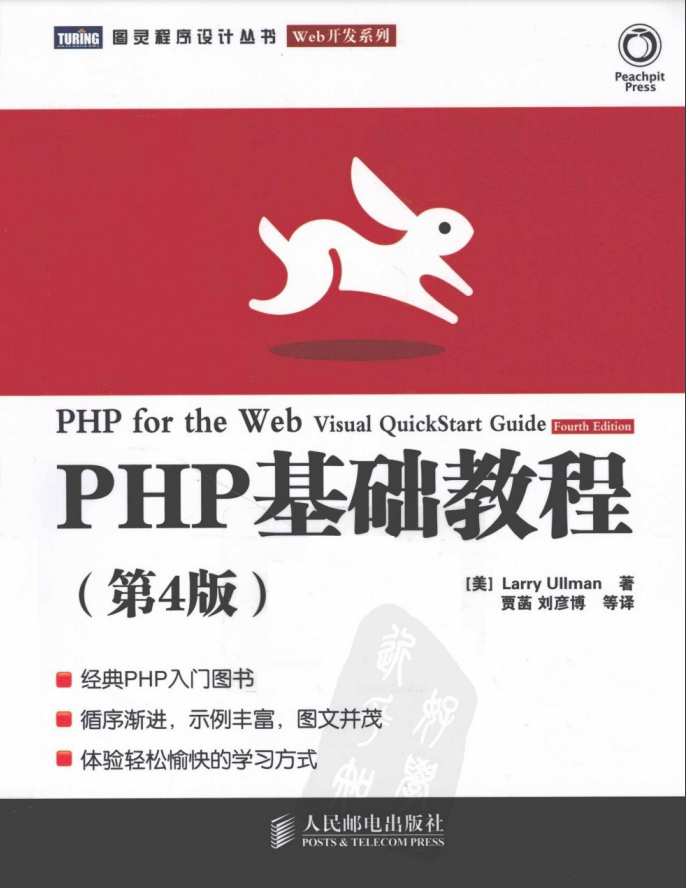 TURING 图灵程序设计丛书 Web开发系列
Peachpit
Press
PHP for the Web Visual QuickStart Guide Fourth Edition
PHP基础教程
(第4版)
[美] Larry Ullman 著
贾菡 刘彦博 等译
经典PHP入门图书
循序渐进，示例丰富，图文并茂
体验轻松愉快的学习方式
人民邮电出版社
POSTS & TELECOM PRESS